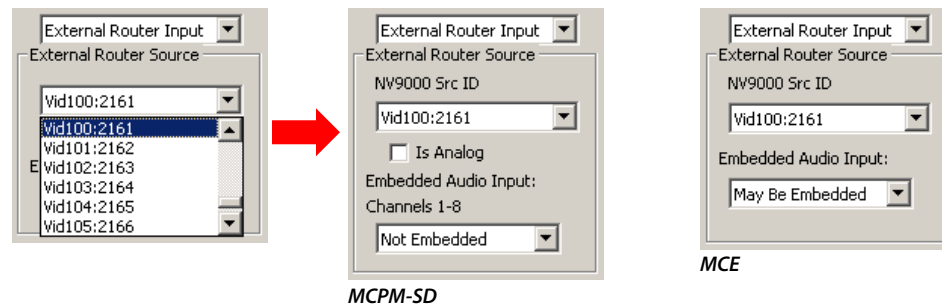 External Router Input
External Router Source
Vid100:2161
Vid100:2161
Vid101:2162
Vid102:2163
E Vid103:2164
Vid104:2165
Vid105:2166
External Router Input
External Router Source
NV9000 Src ID
Vid100:2161
Is Analog
Embedded Audio Input:
Channels 1-8
Not Embedded
MCPM-SD
External Router Input
External Router Source
NV9000 Src ID
Vid100:2161
Embedded Audio Input:
May Be Embedded
MCE